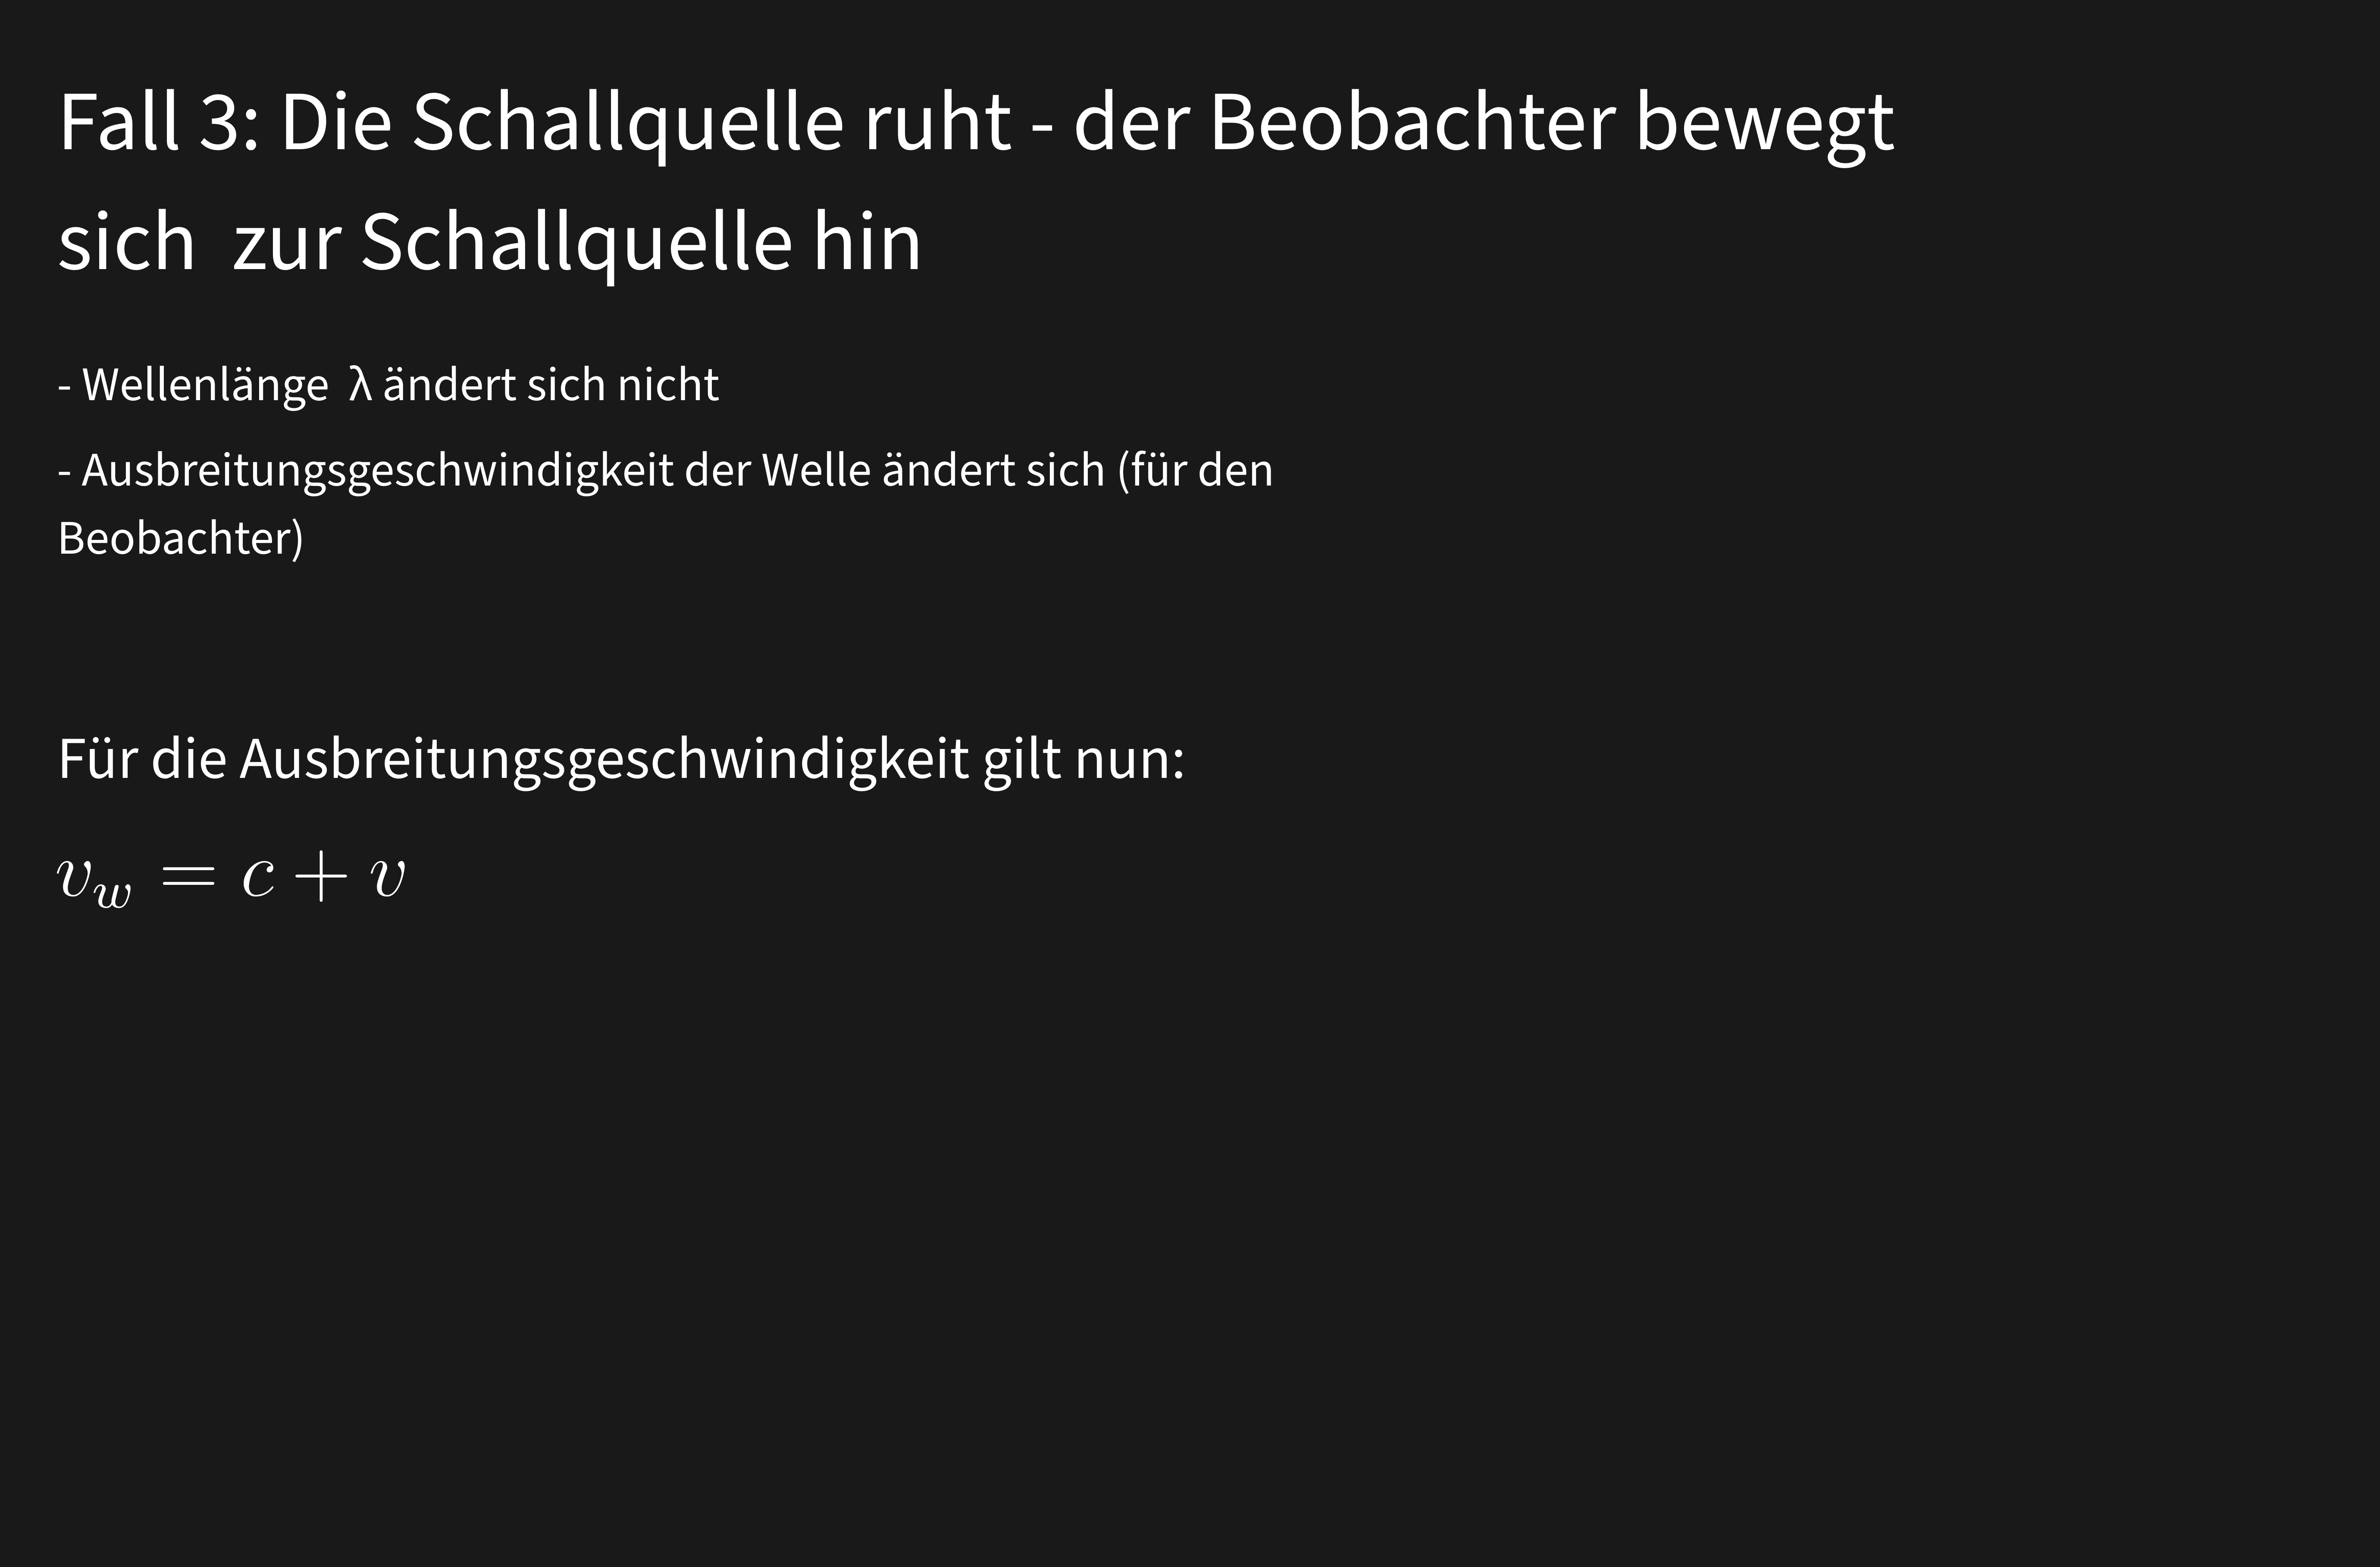 Fall 3: Die Schallquelle ruht - der Beobachter bewegt
sich  zur Schallquelle hin
- Wellenlänge  λ ändert sich nicht
- Ausbreitungsgeschwindigkeit der Welle ändert sich (für den
Beobachter)
Für die Ausbreitungsgeschwindigkeit gilt nun:
v_w = c + v